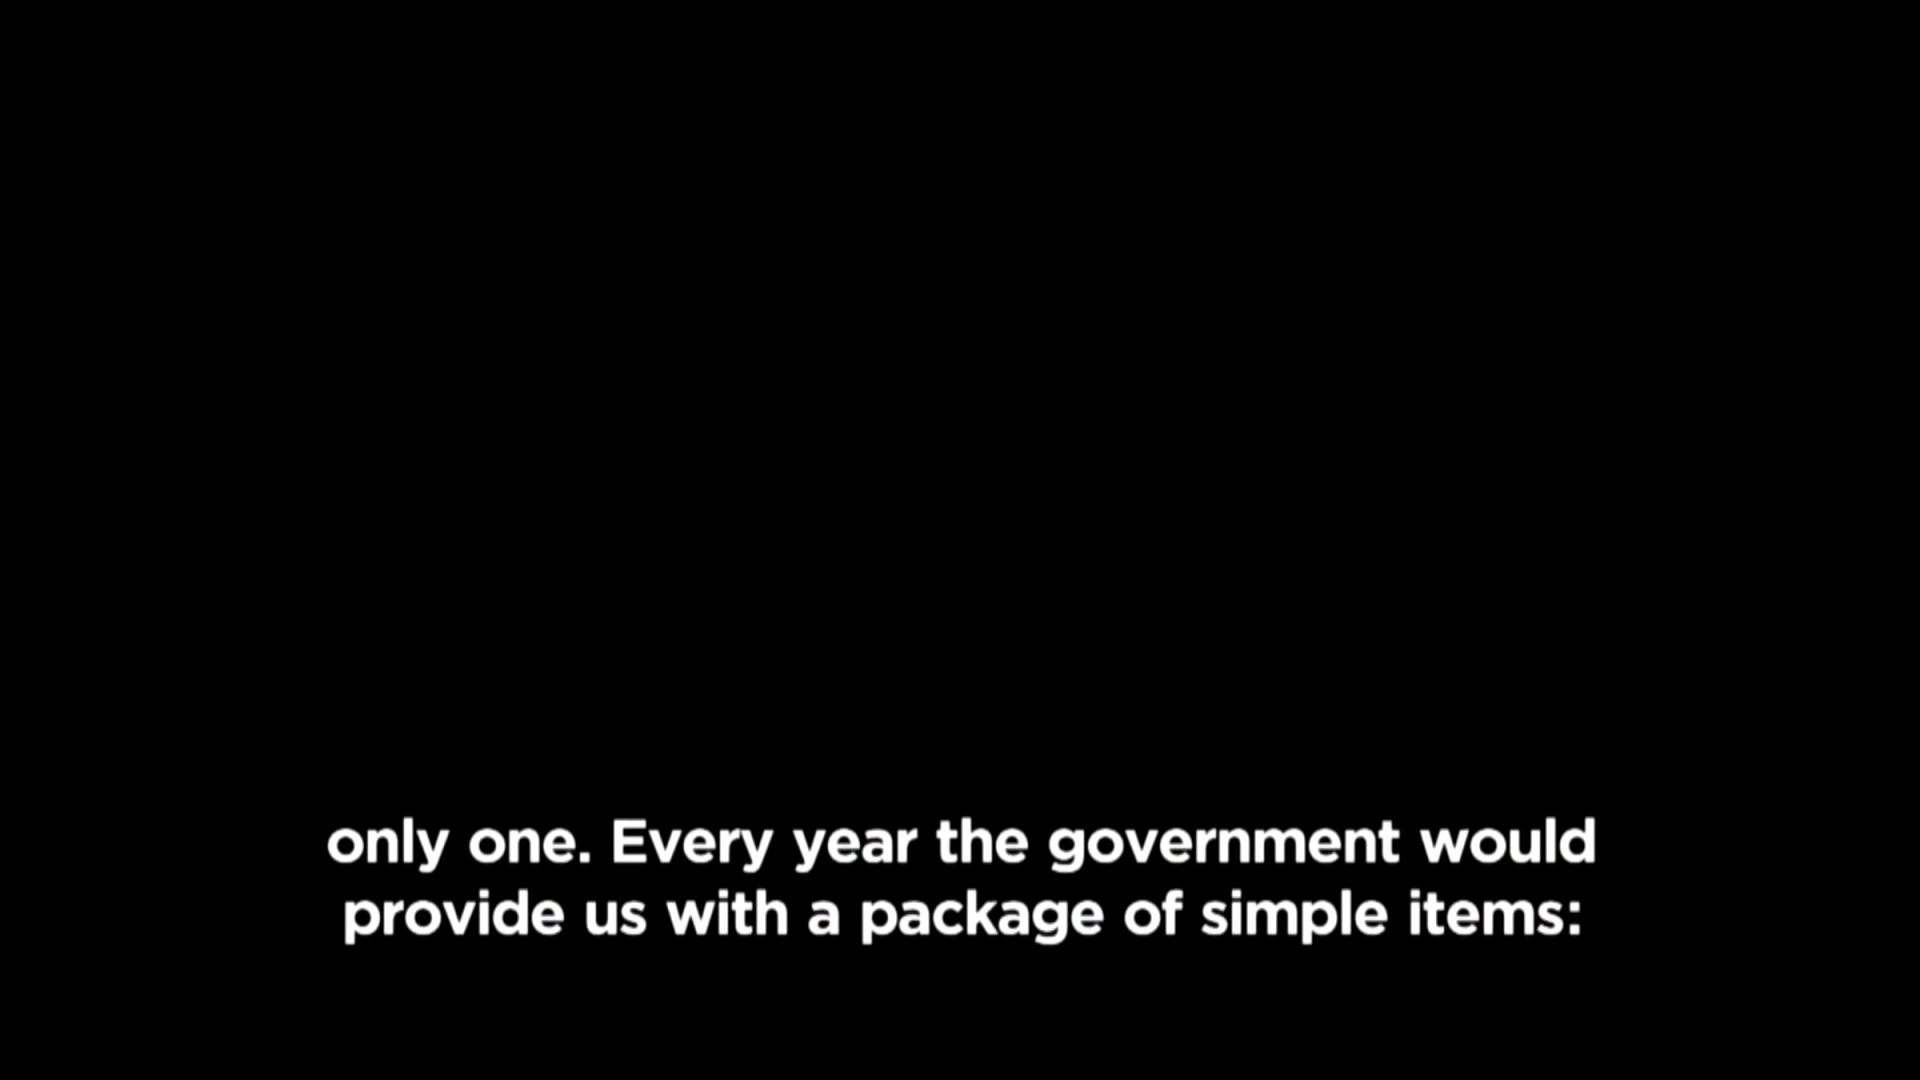 only one. Every year the government would
provide us with a package of simple items: